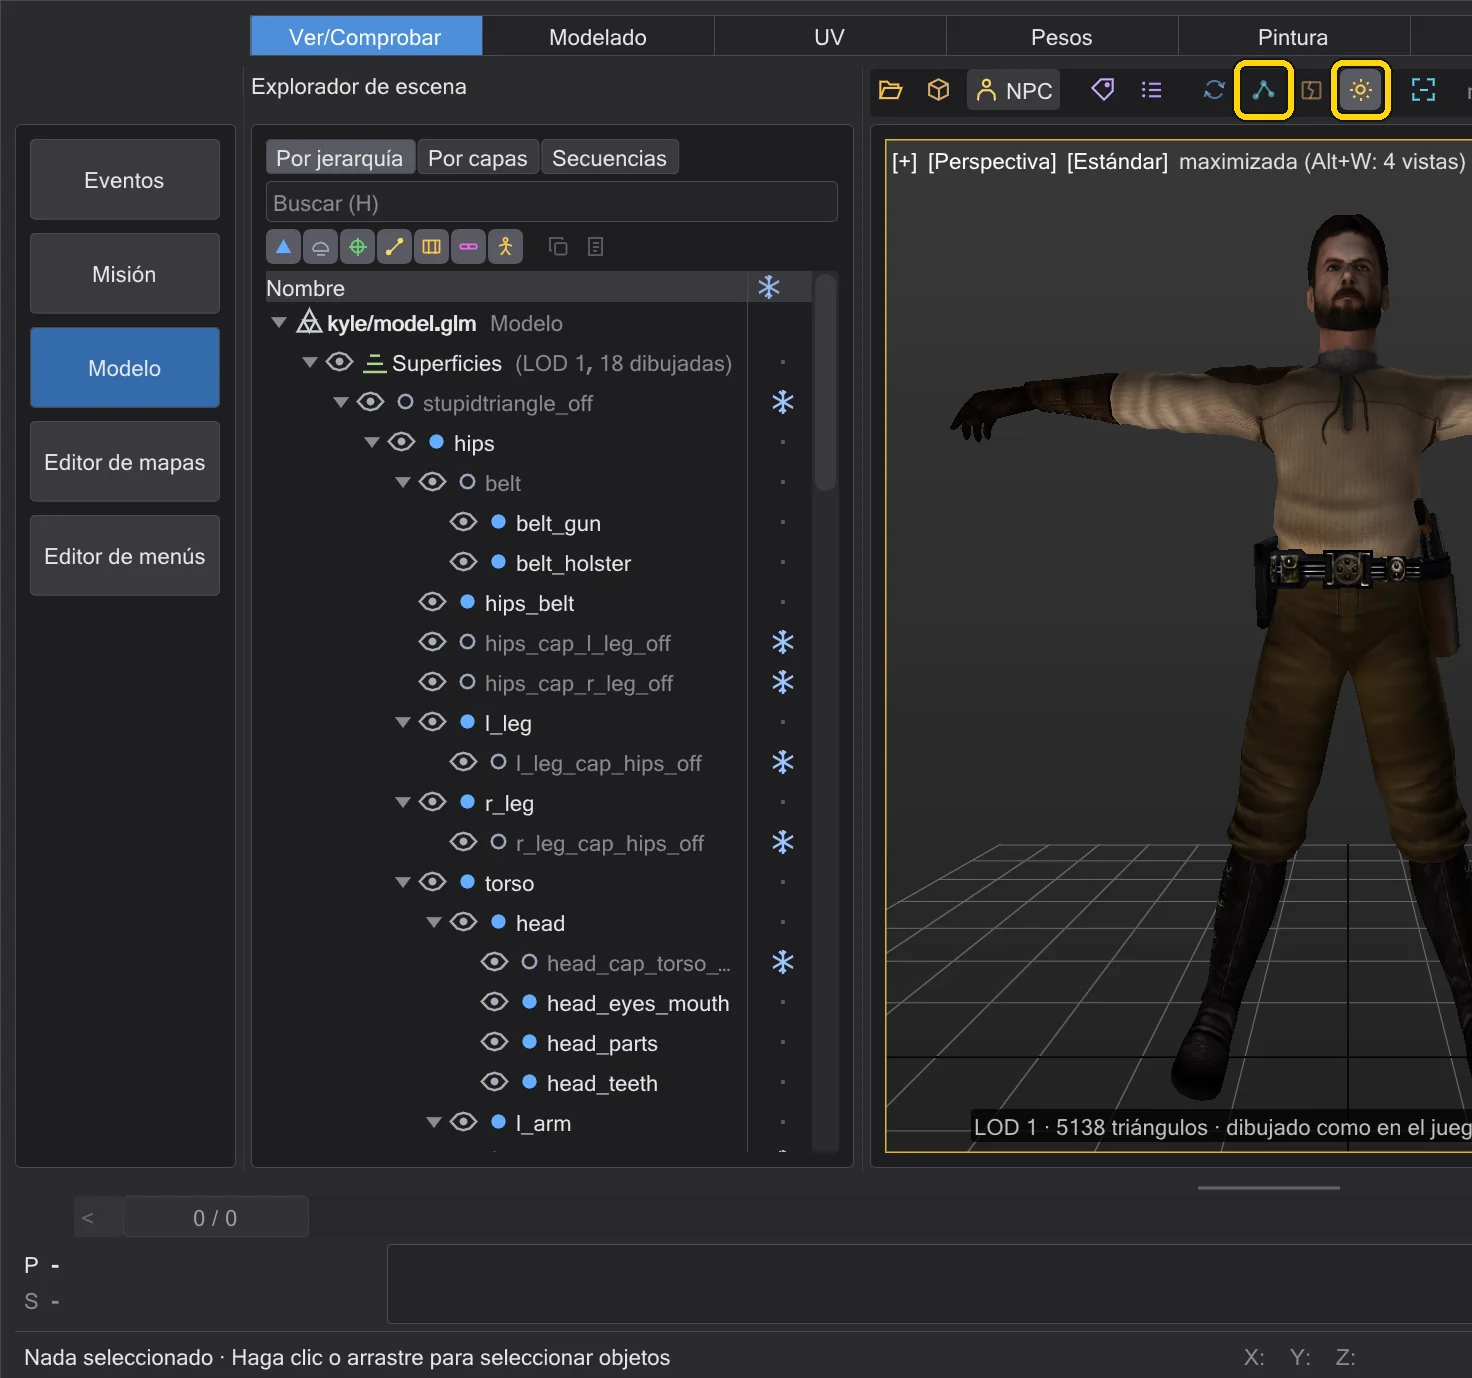 Ver/Comprobar
Modelado
UV
Pesos
Pintura
Explorador de escena
NPC
Eventos
Misión
Modelo
Editor de mapas
Editor de menús
Por jerarquía
Por capas
Secuencias
Buscar (H)
Nombre
kyle/model.glm Modelo
Superficies (LOD 1, 18 dibujadas)
stupidtriangle_off
hips
belt
belt_gun
belt_holster
hips_belt
hips_cap_l_leg_off
hips_cap_r_leg_off
l_leg
l_leg_cap_hips_off
r_leg
r_leg_cap_hips_off
torso
head
head_cap_torso_...
head_eyes_mouth
head_parts
head_teeth
l_arm
[+] [Perspectiva] [Estándar] maximizada (Alt+W: 4 vistas)
LOD 1 · 5138 triángulos · dibujado como en el jueg
< 0 / 0
P -
S -
Nada seleccionado · Haga clic o arrastre para seleccionar objetos
X: Y: Z: